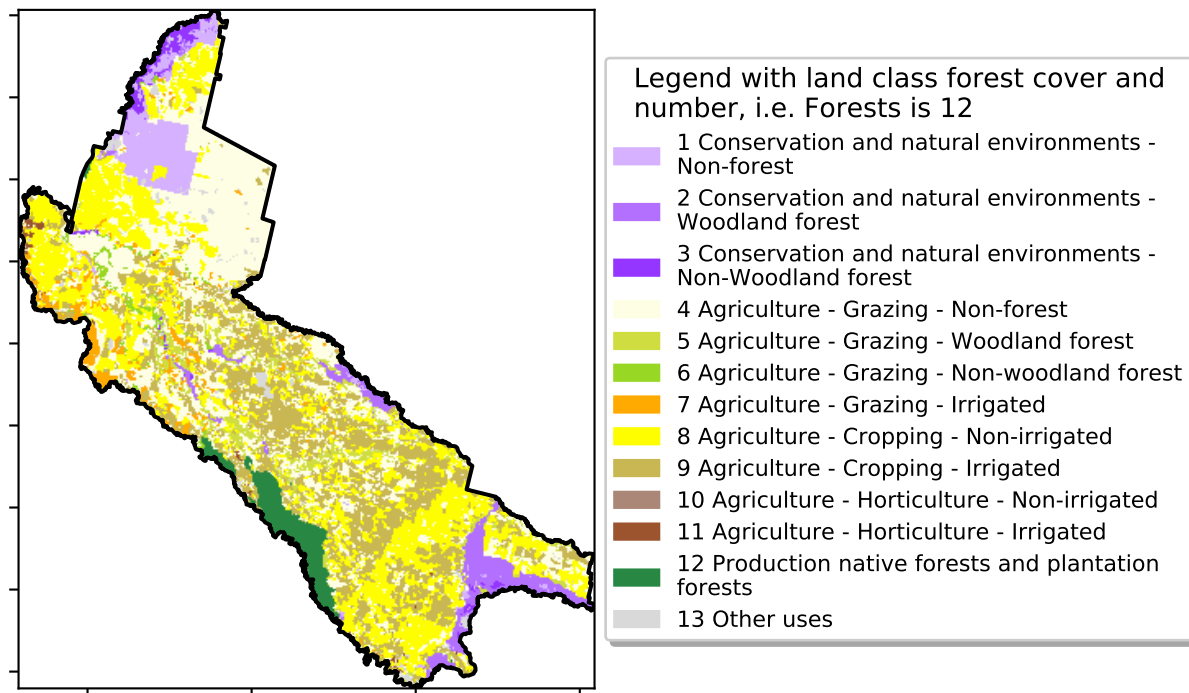 Legend with land class forest cover and
number, i.e. Forests is 12
1 Conservation and natural environments -
Non-forest
2 Conservation and natural environments -
Woodland forest
3 Conservation and natural environments -
Non-Woodland forest
4 Agriculture - Grazing - Non-forest
5 Agriculture - Grazing - Woodland forest
6 Agriculture - Grazing - Non-woodland forest
7 Agriculture - Grazing - Irrigated
8 Agriculture - Cropping - Non-irrigated
9 Agriculture - Cropping - Irrigated
10 Agriculture - Horticulture - Non-irrigated
11 Agriculture - Horticulture - Irrigated
12 Production native forests and plantation
forests
13 Other uses